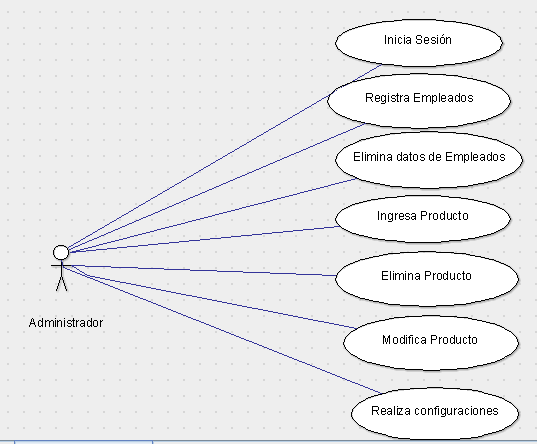 Inicia Sesión
Registra Empleados
Elimina datos de Empleados
Ingresa Producto
Elimina Producto
Administrador
Modifica Producto
Realiza configuraciones